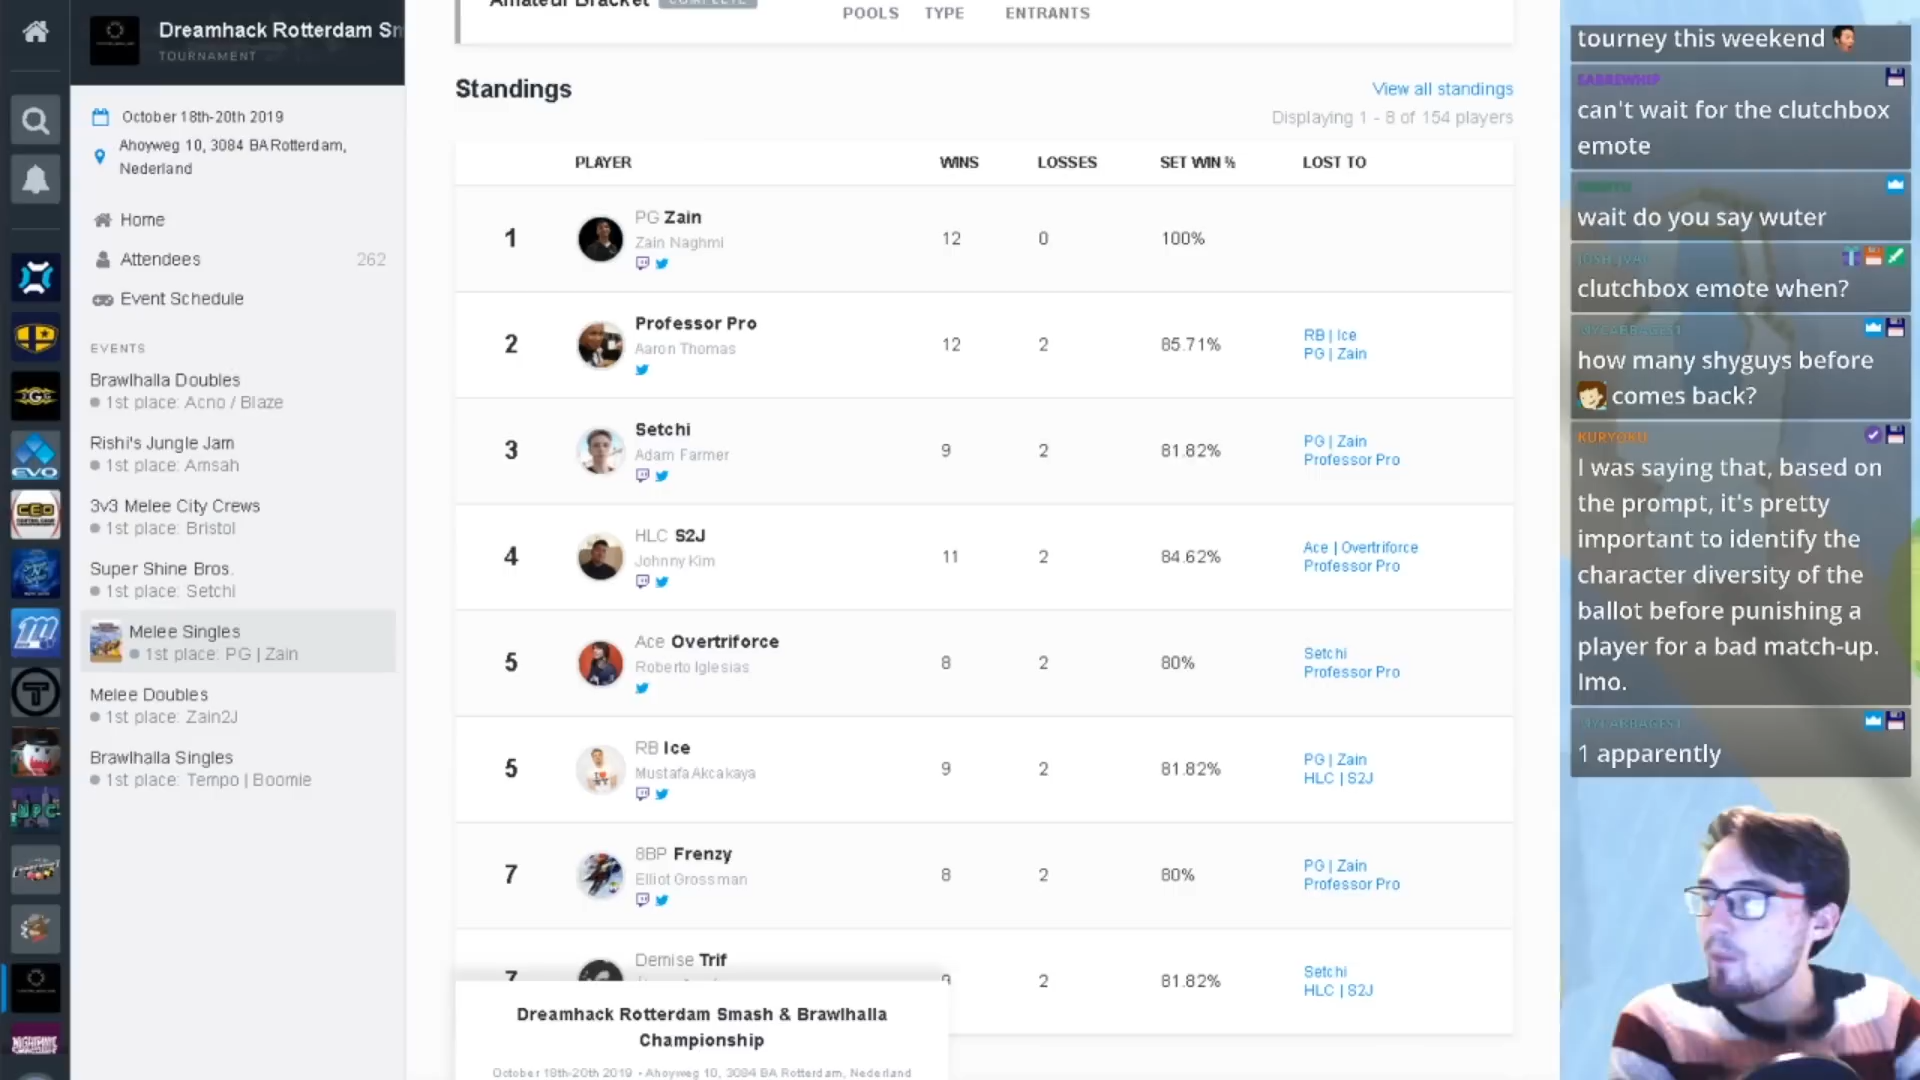 Dreamhack Rotterdam Sm
TOURNAMENT
October 18th-20th 2019
Ahoyweg 10, 3084 BA Rotterdam,
Nederland
Home
Attendees 262
Event Schedule
EVENTS
Brawlhalla Doubles
1st place: Acno / Blaze
Rishi's Jungle Jam
1st place: Amsah
3v3 Melee City Crews
1st place: Bristol
Super Shine Bros.
1st place: Setchi
Melee Singles
1st place: PG | Zain
Melee Doubles
1st place: Zain2J
Brawlhalla Singles
1st place: Tempo | Boomie
EVO
CEO
Amateur Bracket COMPLETE
POOLS TYPE ENTRANTS
Standings
View all standings
Displaying 1 - 8 of 154 players
PLAYER WINS LOSSES SET WIN % LOST TO
1 PG Zain 12 0 100%
Zain Naghmi
2 Professor Pro 12 2 85.71% RB | Ice
Aaron Thomas PG | Zain
3 Setchi 9 2 81.82% PG | Zain
Adam Farmer Professor Pro
4 HLC S2J 11 2 84.62% Ace | Overtriforce
Johnny Kim Professor Pro
5 Ace Overtriforce 8 2 80% Setchi
Roberto Iglesias Professor Pro
5 RB Ice 9 2 81.82% PG | Zain
Mustafa Akcakaya HLC | S2J
7 8BP Frenzy 8 2 80% PG | Zain
Elliot Grossman Professor Pro
7 Demise Trif 9 2 81.82% Setchi
HLC | S2J
Dreamhack Rotterdam Smash & Brawlhalla
Championship
October 18th-20th 2019 • Ahoyweg 10, 3084 BA Rotterdam, Nederland
tourney this weekend
SABREWHIP
can't wait for the clutchbox
emote
wait do you say wuter
clutchbox emote when?
how many shyguys before
comes back?
KURYOKU
I was saying that, based on
the prompt, it's pretty
important to identify the
character diversity of the
ballot before punishing a
player for a bad match-up.
Imo.
1 apparently